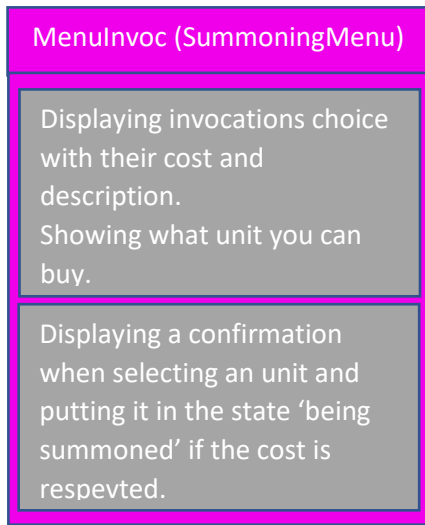 MenuInvoc (SummoningMenu)
Displaying invocations choice
with their cost and
description.
Showing what unit you can
buy.
Displaying a confirmation
when selecting an unit and
putting it in the state ‘being
summoned’ if the cost is
respevted.